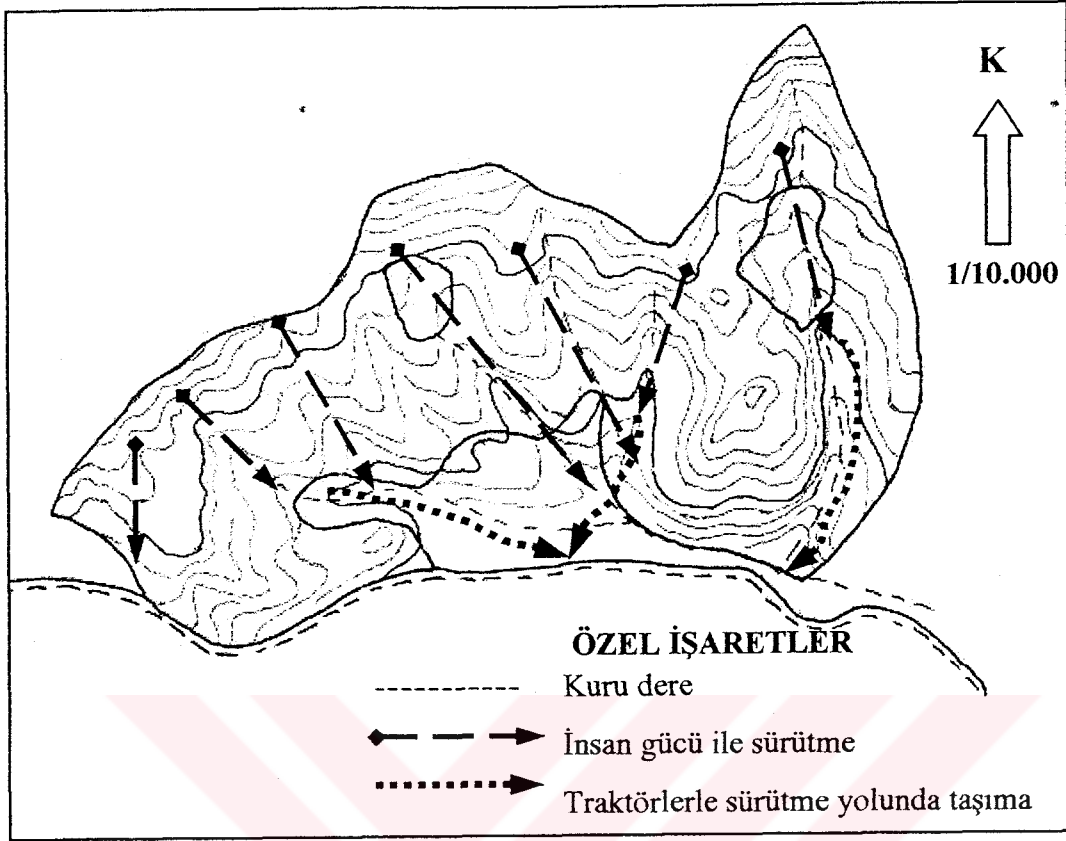 K
1/10.000
ÖZEL İŞARETLER
Kuru dere
İnsan gücü ile sürütme
Traktörlerle sürütme yolunda taşıma